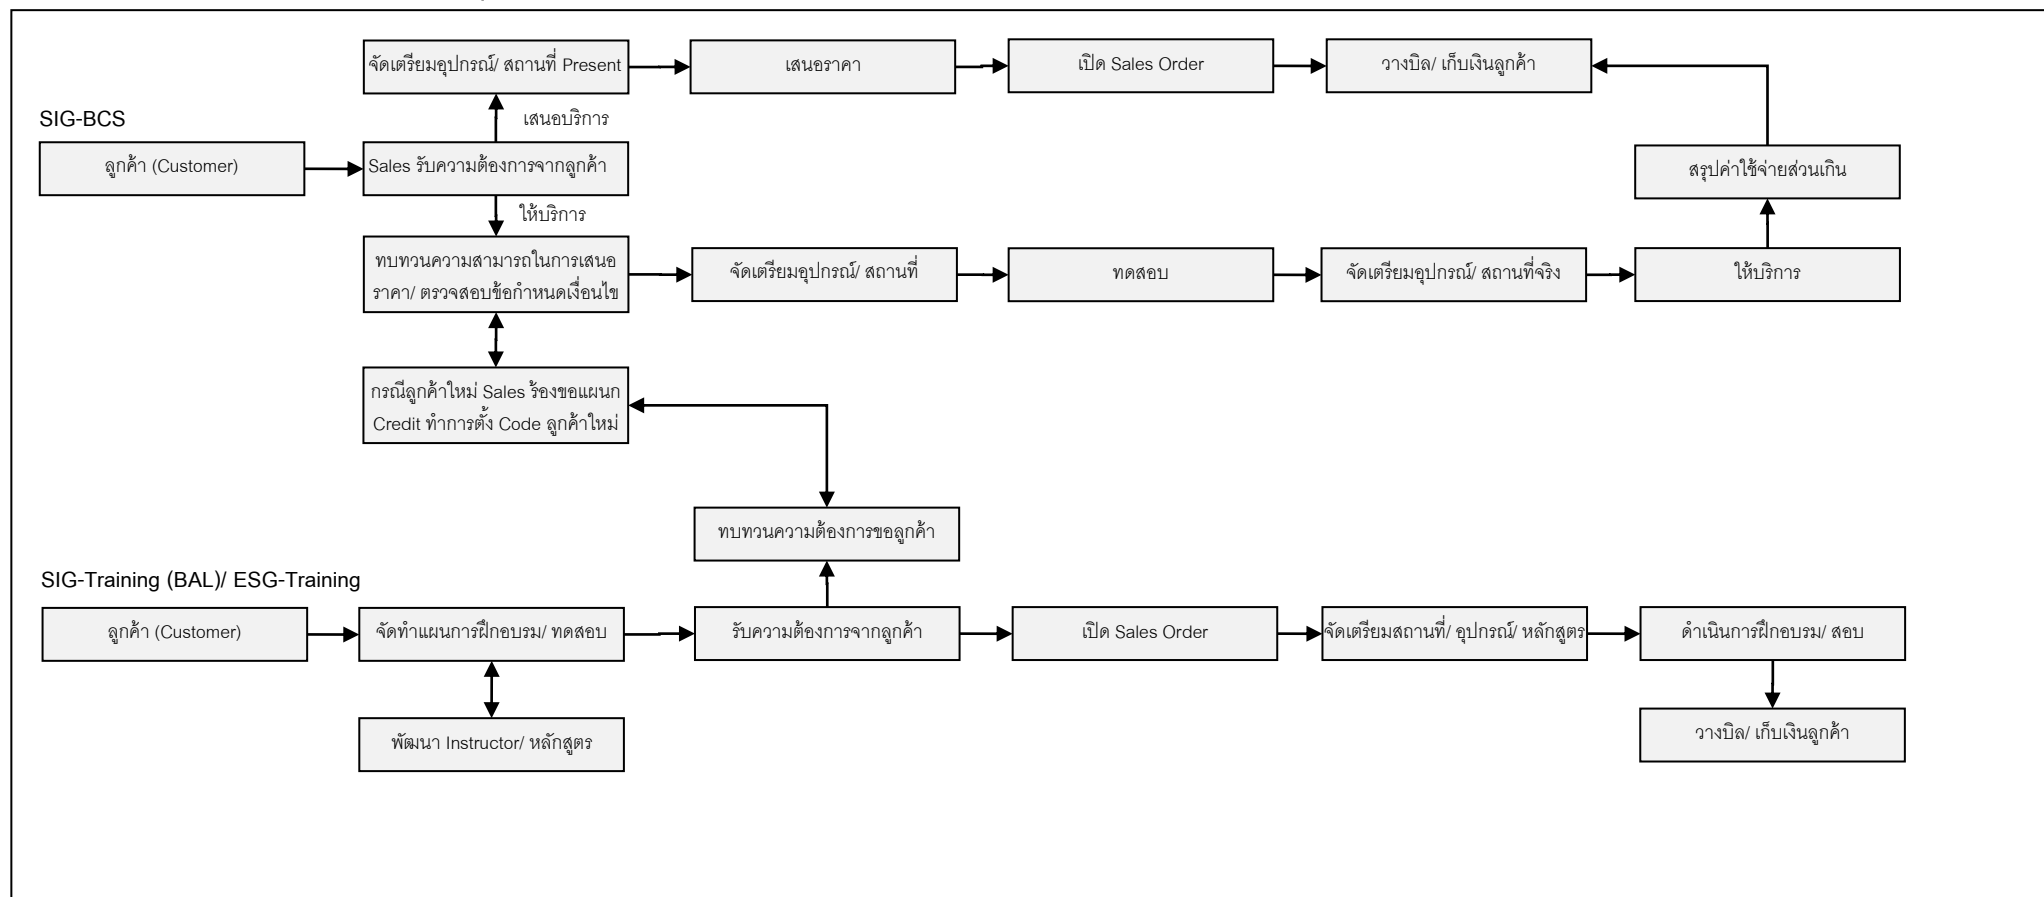 จัดเตรียมอุปกรณ์/ สถานที่ Present
เสนอราคา
เปิด Sales Order
วางบิล/ เก็บเงินลูกค้า
SIG-BCS
เสนอบริการ
ลูกค้า (Customer)
Sales รับความต้องการจากลูกค้า
สรุปค่าใช้จ่ายส่วนเกิน
ให้บริการ
ทบทวนความสามารถในการเสนอ
ราคา/ ตรวจสอบข้อกำหนดเงื่อนไข
จัดเตรียมอุปกรณ์/ สถานที่
ทดสอบ
จัดเตรียมอุปกรณ์/ สถานที่จริง
ให้บริการ
กรณีลูกค้าใหม่ Sales ร้องขอแผนก
Credit ทำการตั้ง Code ลูกค้าใหม่
ทบทวนความต้องการขอลูกค้า
SIG-Training (BAL)/ ESG-Training
ลูกค้า (Customer)
จัดทำแผนการฝึกอบรม/ ทดสอบ
รับความต้องการจากลูกค้า
เปิด Sales Order
จัดเตรียมสถานที่/ อุปกรณ์/ หลักสูตร
ดำเนินการฝึกอบรม/ สอบ
พัฒนา Instructor/ หลักสูตร
วางบิล/ เก็บเงินลูกค้า